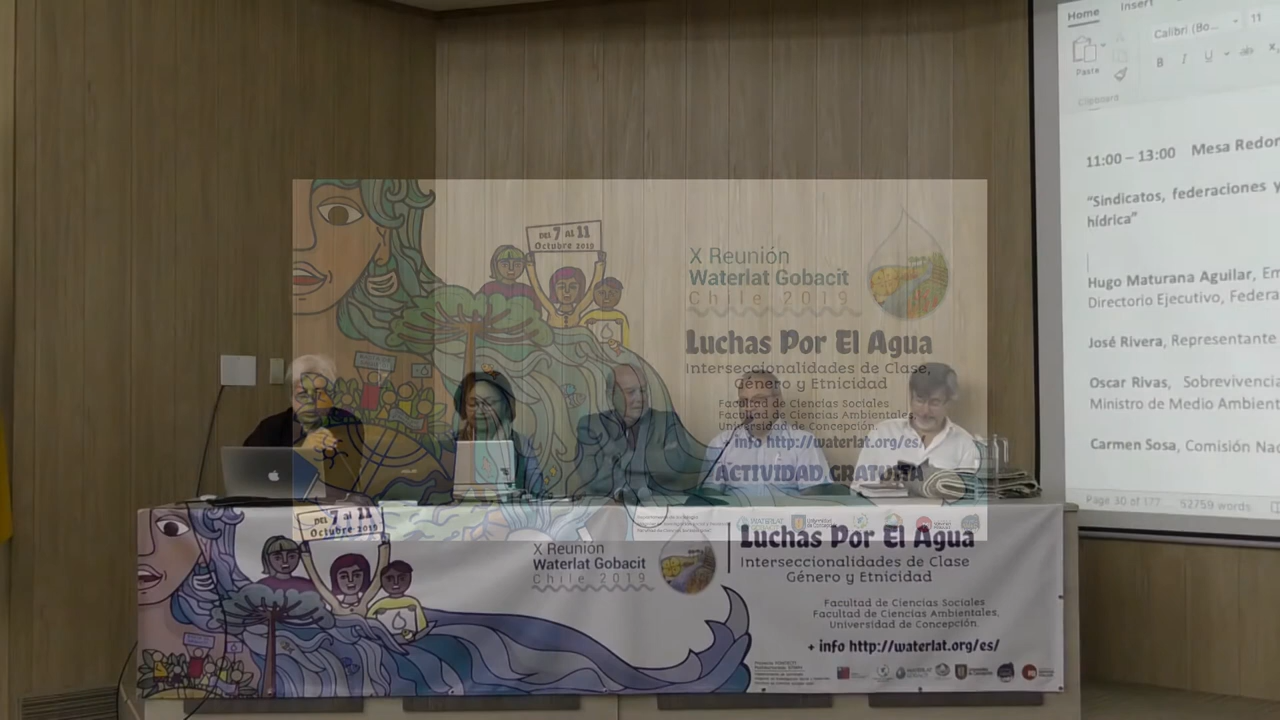 Home
Insert
Calibri (Bo...
11
Paste
B I U ab
Clipboard
11:00 – 13:00 Mesa Redon
"Sindicatos, federaciones y
hídrica"
Hugo Maturana Aguilar, Em
Directorio Ejecutivo, Federa
José Rivera, Representante
Oscar Rivas, Sobrevivencia
Ministro de Medio Ambient
Carmen Sosa, Comisión Nac
Page 30 of 177 52759 words
DEL 7 AL 11
Octubre 2019
X Reunión
Waterlat Gobacit
Chile 2019
Luchas Por El Agua
Interseccionalidades de Clase,
Género y Etnicidad
Facultad de Ciencias Sociales
Facultad de Ciencias Ambientales,
Universidad de Concepción.
+ info http://waterlat.org/es/
ACTIVIDAD GRATUITA
DEL 7 al 11
Octubre 2019
X Reunión
Waterlat Gobacit
Chile 2019
Luchas Por El Agua
Interseccionalidades de Clase
Género y Etnicidad
Facultad de Ciencias Sociales
Facultad de Ciencias Ambientales,
Universidad de Concepción.
+ info http://waterlat.org/es/